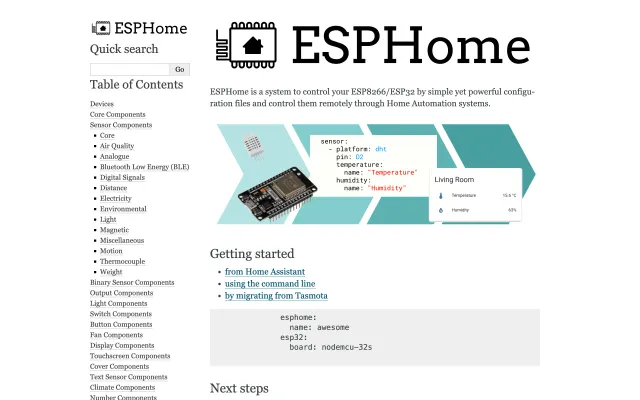 ESPHome
Quick search
Go
Table of Contents
Devices
Core Components
Sensor Components
Core
Air Quality
Analogue
Bluetooth Low Energy (BLE)
Digital Signals
Distance
Electricity
Environmental
Light
Magnetic
Miscellaneous
Motion
Thermocouple
Weight
Binary Sensor Components
Output Components
Light Components
Switch Components
Button Components
Fan Components
Display Components
Touchscreen Components
Cover Components
Text Sensor Components
Climate Components
Number Components
ESPHome
ESPHome is a system to control your ESP8266/ESP32 by simple yet powerful configu-
ration files and control them remotely through Home Automation systems.
sensor:
- platform: dht
pin: D2
temperature:
name: "Temperature"
humidity:
name: "Humidity"
Living Room
Temperature 15.6 °C
Humidity 63%
Getting started
from Home Assistant
using the command line
by migrating from Tasmota
esphome:
name: awesome
esp32:
board: nodemcu-32s
Next steps